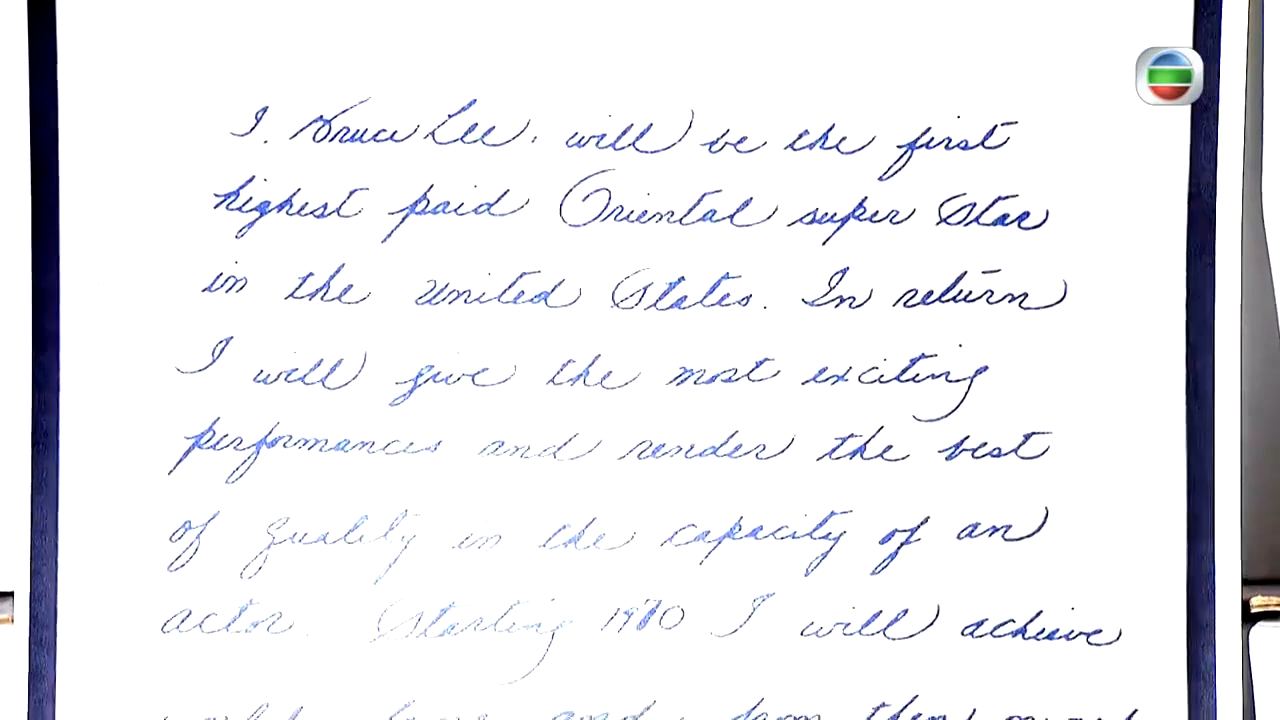 I, Bruce Lee, will be the first
highest paid Oriental super star
in the United States. In return
I will give the most exciting
performances and render the best
of quality in the capacity of an
actor. Starting 1970 I will achieve